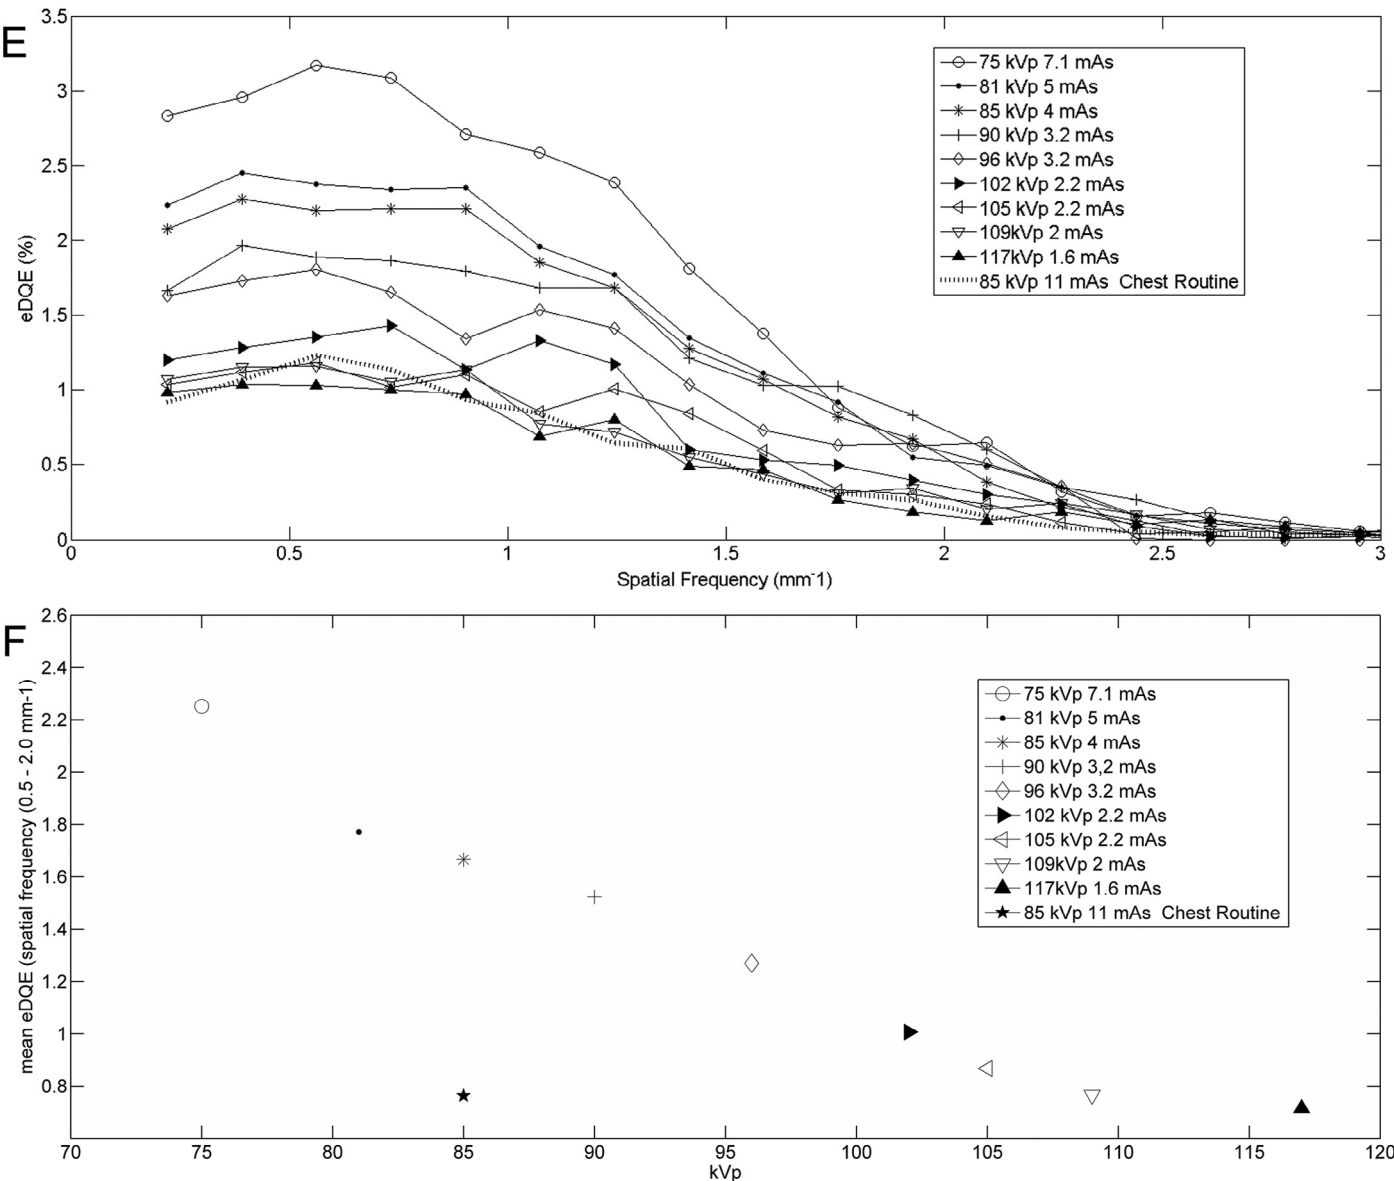 E
3.5
3
2.5
2
1.5
1
0.5
0
eDQE (%)
75 kVp 7.1 mAs
81 kVp 5 mAs
85 kVp 4 mAs
90 kVp 3.2 mAs
96 kVp 3.2 mAs
102 kVp 2.2 mAs
105 kVp 2.2 mAs
109kVp 2 mAs
117kVp 1.6 mAs
85 kVp 11 mAs Chest Routine
0 0.5 1 1.5 2 2.5 3
Spatial Frequency (mm-1)
F
2.6
2.4
2.2
2
1.8
1.6
1.4
1.2
1
0.8
mean eDQE (spatial frequency (0.5 - 2.0 mm-1)
75 kVp 7.1 mAs
81 kVp 5 mAs
85 kVp 4 mAs
90 kVp 3,2 mAs
96 kVp 3.2 mAs
102 kVp 2.2 mAs
105 kVp 2.2 mAs
109kVp 2 mAs
117kVp 1.6 mAs
85 kVp 11 mAs Chest Routine
70 75 80 85 90 95 100 105 110 115 120
kVp